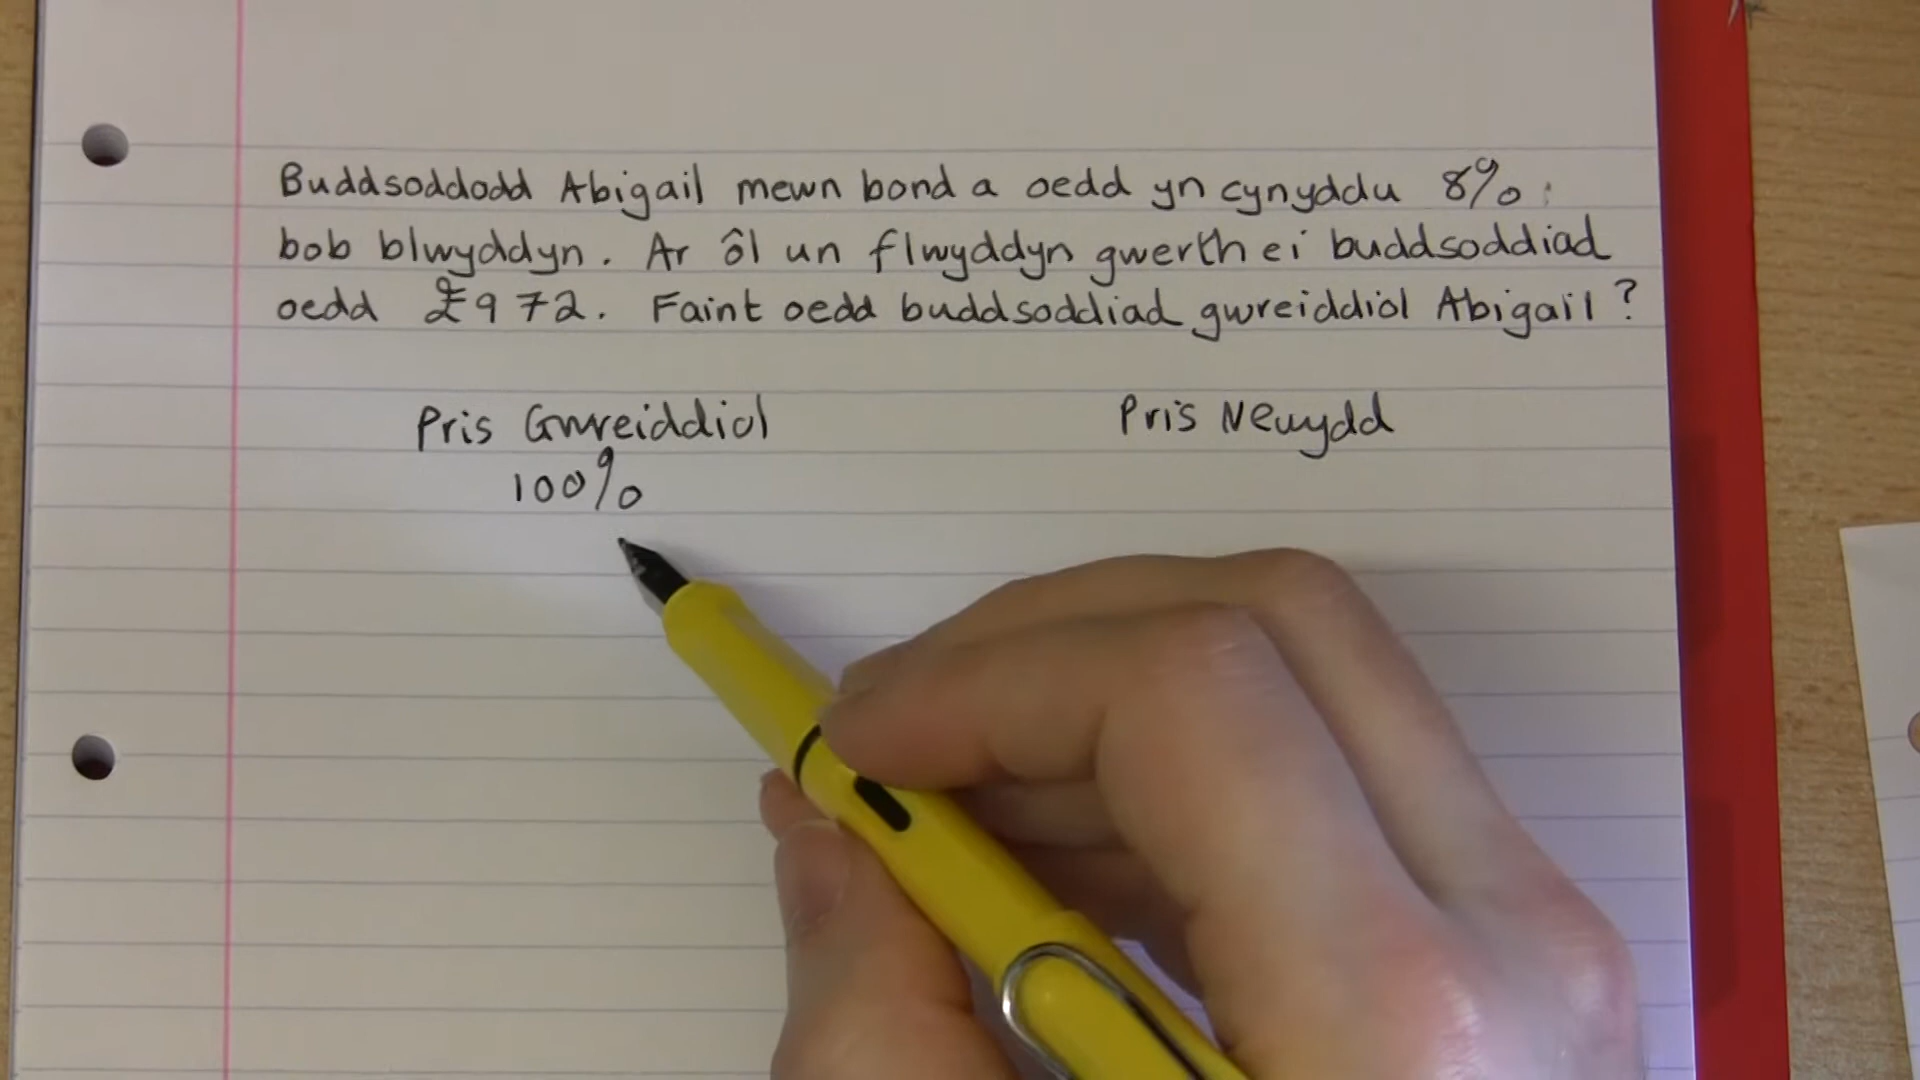 Buddsoddodd Abigail mewn bond a oedd yn cynyddu 8%
bob blwyddyn. Ar ôl un flwyddyn gwerth ei buddsoddiad
oedd £972. Faint oedd buddsoddiad gwreiddiol Abigail?
Pris Gwreiddiol Pris Newydd
100%